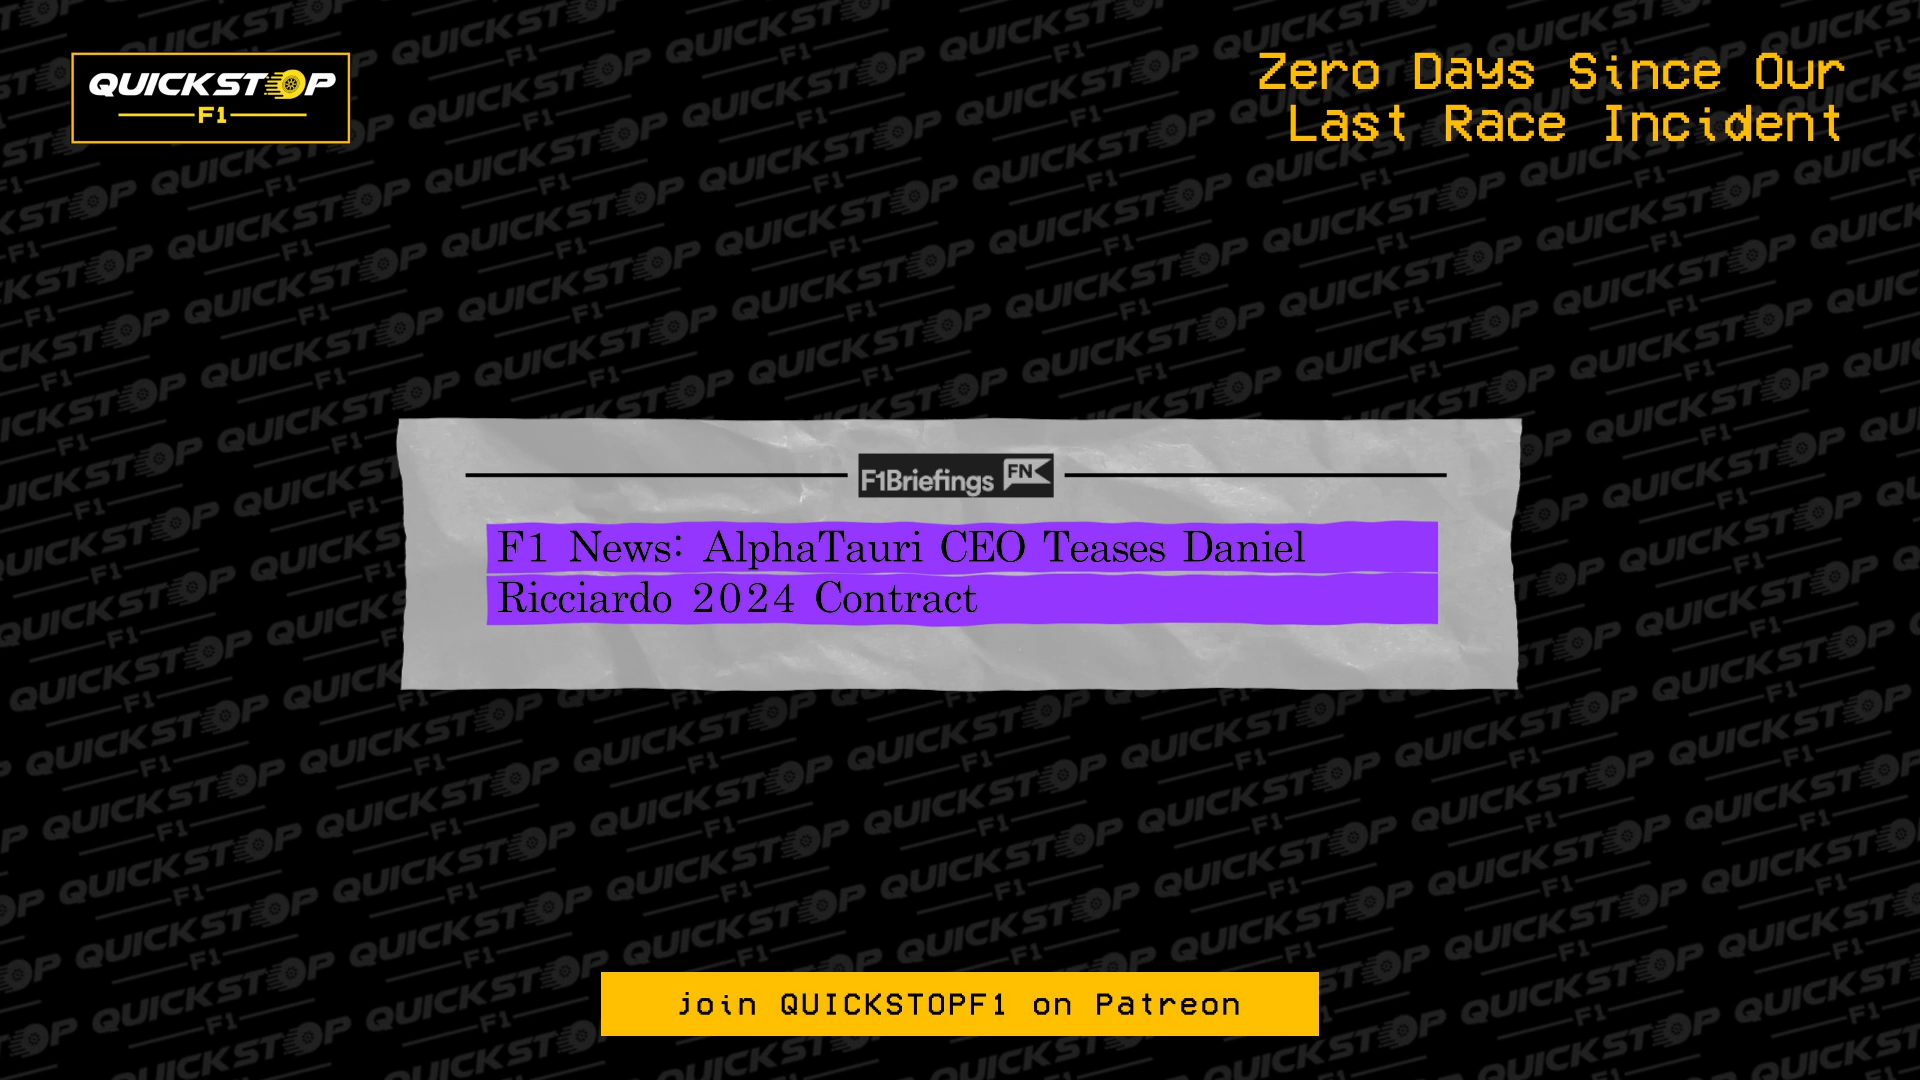 QUICKSTOP
F1
Zero Days Since Our
Last Race Incident
F1Briefings FN
F1 News: AlphaTauri CEO Teases Daniel
Ricciardo 2024 Contract
join QUICKSTOPF1 on Patreon